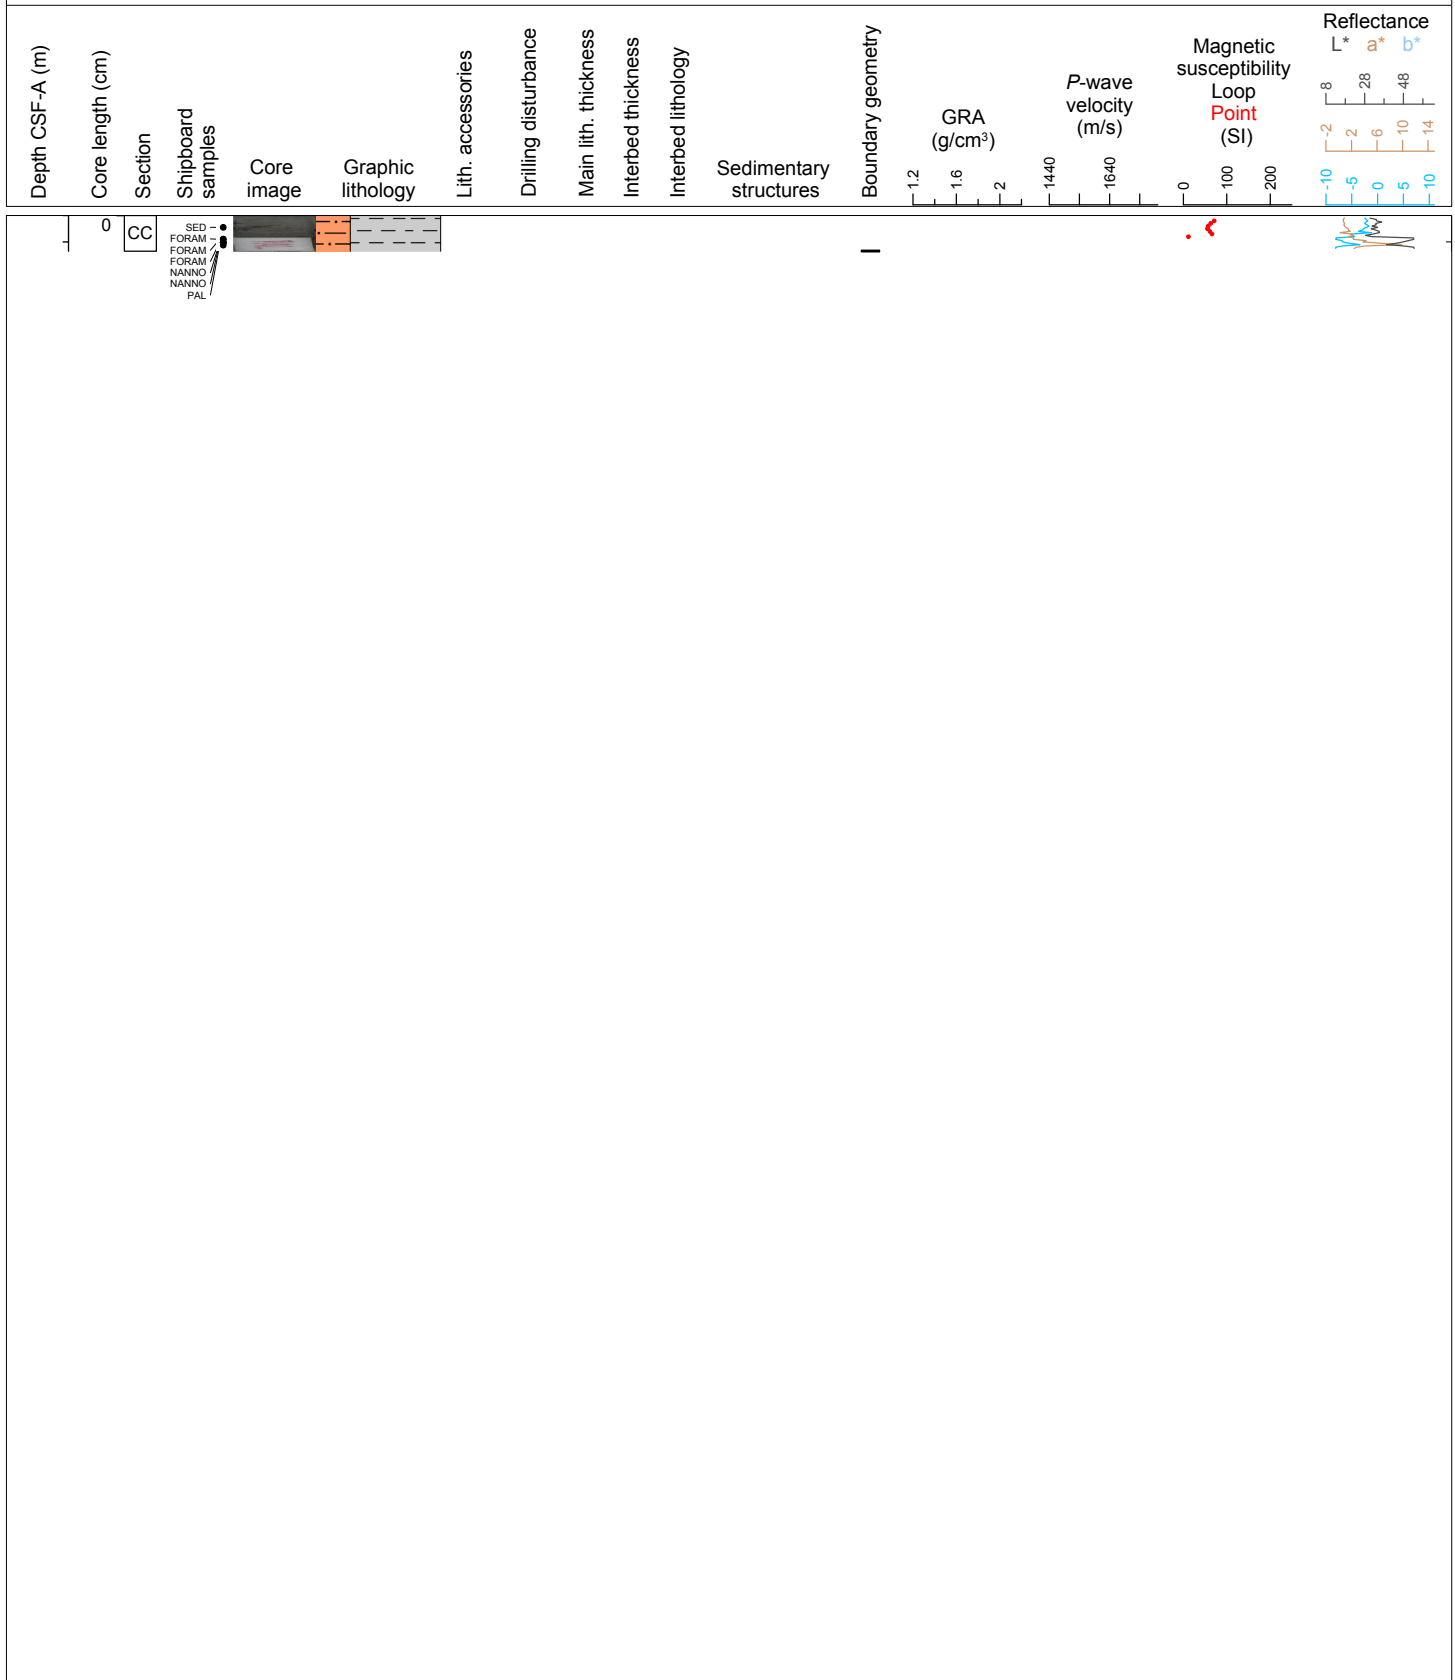 Depth CSF-A (m)
Core length (cm)
Section
Shipboard
samples
Core
image
Graphic
lithology
Lith. accessories
Drilling disturbance
Main lith. thickness
Interbed thickness
Interbed lithology
Sedimentary
structures
Boundary geometry
GRA
(g/cm³)
1.2
1.6
2
P-wave
velocity
(m/s)
1440
1640
Magnetic
susceptibility
Loop
Point
(SI)
0
100
200
Reflectance
L* a* b*
8
28
48
-2
2
6
10
14
-10
-5
0
5
10
0
CC
SED
FORAM
FORAM
FORAM
NANNO
NANNO
PAL